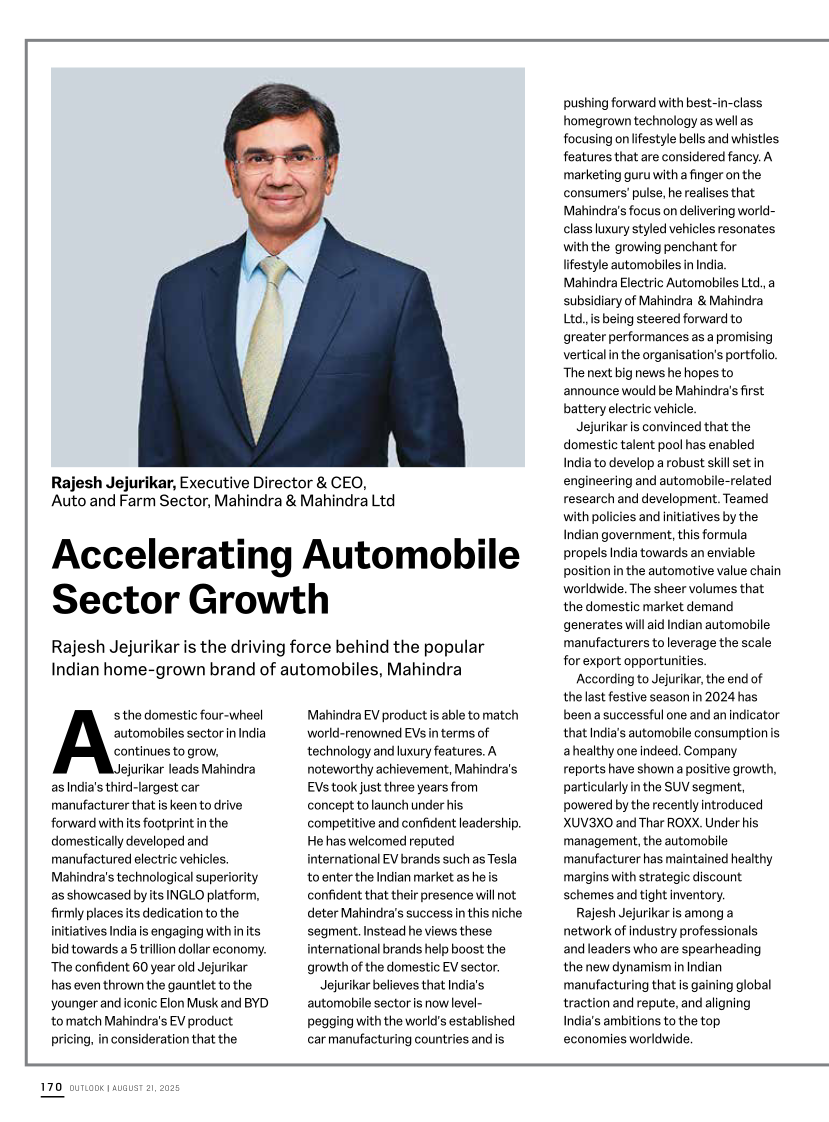 Rajesh Jejurikar, Executive Director & CEO,
Auto and Farm Sector, Mahindra & Mahindra Ltd
Accelerating Automobile
Sector Growth
Rajesh Jejurikar is the driving force behind the popular
Indian home-grown brand of automobiles, Mahindra
As the domestic four-wheel
automobiles sector in India
continues to grow,
Jejurikar leads Mahindra
as India's third-largest car
manufacturer that is keen to drive
forward with its footprint in the
domestically developed and
manufactured electric vehicles.
Mahindra's technological superiority
as showcased by its INGLO platform,
firmly places its dedication to the
initiatives India is engaging with in its
bid towards a 5 trillion dollar economy.
The confident 60 year old Jejurikar
has even thrown the gauntlet to the
younger and iconic Elon Musk and BYD
to match Mahindra's EV product
pricing, in consideration that the
Mahindra EV product is able to match
world-renowned EVs in terms of
technology and luxury features. A
noteworthy achievement, Mahindra's
EVs took just three years from
concept to launch under his
competitive and confident leadership.
He has welcomed reputed
international EV brands such as Tesla
to enter the Indian market as he is
confident that their presence will not
deter Mahindra's success in this niche
segment. Instead he views these
international brands help boost the
growth of the domestic EV sector.
Jejurikar believes that India's
automobile sector is now level-
pegging with the world's established
car manufacturing countries and is
pushing forward with best-in-class
homegrown technology as well as
focusing on lifestyle bells and whistles
features that are considered fancy. A
marketing guru with a finger on the
consumers' pulse, he realises that
Mahindra's focus on delivering world-
class luxury styled vehicles resonates
with the growing penchant for
lifestyle automobiles in India.
Mahindra Electric Automobiles Ltd., a
subsidiary of Mahindra & Mahindra
Ltd., is being steered forward to
greater performances as a promising
vertical in the organisation's portfolio.
The next big news he hopes to
announce would be Mahindra's first
battery electric vehicle.
Jejurikar is convinced that the
domestic talent pool has enabled
India to develop a robust skill set in
engineering and automobile-related
research and development. Teamed
with policies and initiatives by the
Indian government, this formula
propels India towards an enviable
position in the automotive value chain
worldwide. The sheer volumes that
the domestic market demand
generates will aid Indian automobile
manufacturers to leverage the scale
for export opportunities.
According to Jejurikar, the end of
the last festive season in 2024 has
been a successful one and an indicator
that India's automobile consumption is
a healthy one indeed. Company
reports have shown a positive growth,
particularly in the SUV segment,
powered by the recently introduced
XUV3XO and Thar ROXX. Under his
management, the automobile
manufacturer has maintained healthy
margins with strategic discount
schemes and tight inventory.
Rajesh Jejurikar is among a
network of industry professionals
and leaders who are spearheading
the new dynamism in Indian
manufacturing that is gaining global
traction and repute, and aligning
India's ambitions to the top
economies worldwide.
170 OUTLOOK | AUGUST 21, 2025